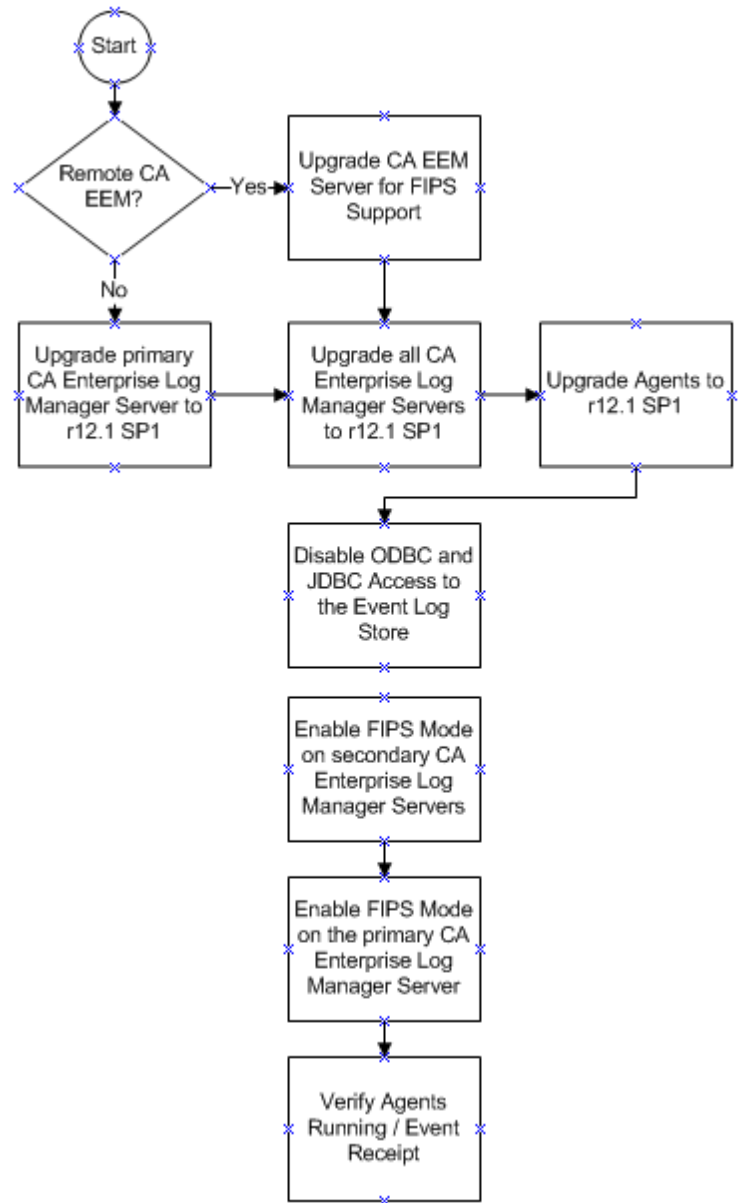 Start
Remote CA
EEM?
Yes
Upgrade CA EEM
Server for FIPS
Support
No
Upgrade primary
CA Enterprise Log
Manager Server to
r12.1 SP1
Upgrade all CA
Enterprise Log
Manager Servers
to r12.1 SP1
Upgrade Agents to
r12.1 SP1
Disable ODBC and
JDBC Access to
the Event Log
Store
Enable FIPS Mode
on secondary CA
Enterprise Log
Manager Servers
Enable FIPS Mode
on the primary CA
Enterprise Log
Manager Server
Verify Agents
Running / Event
Receipt